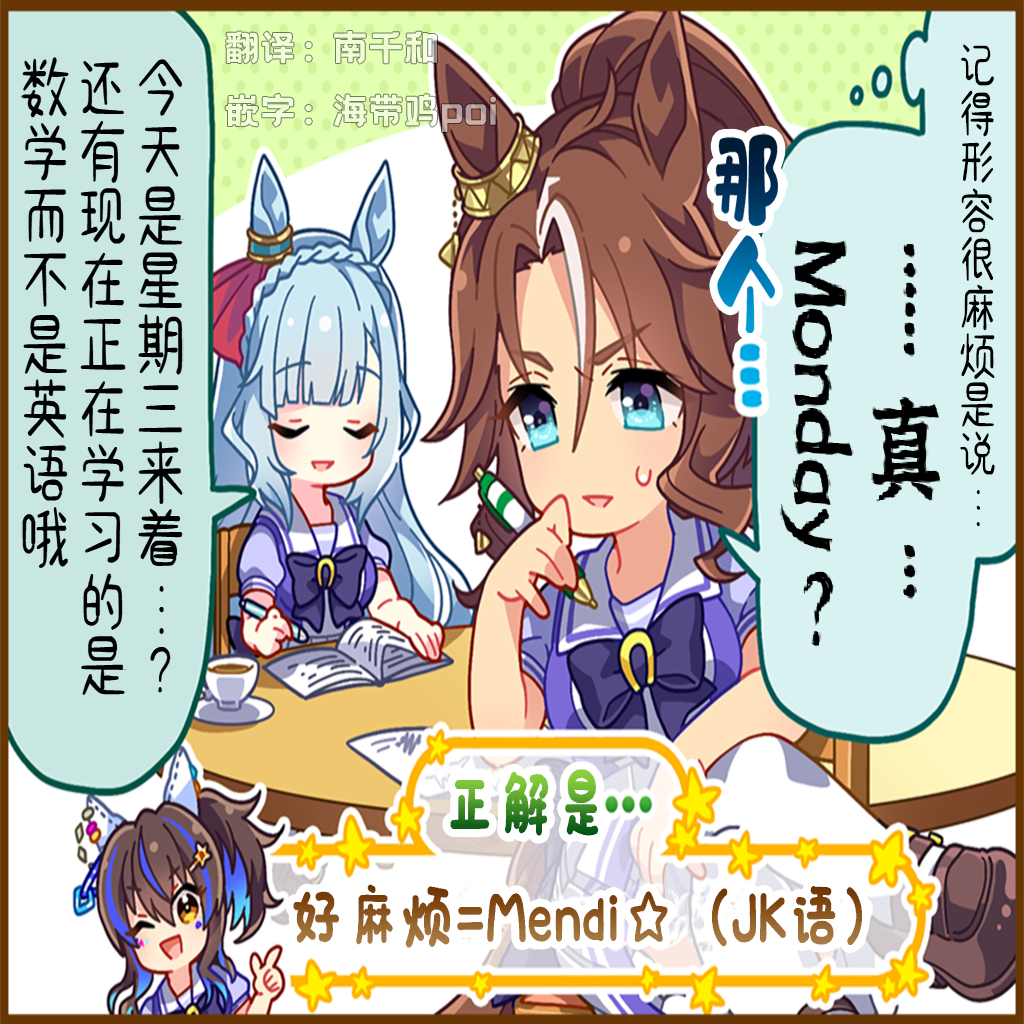 翻译：南千和
嵌字：海带鸡poi
记得形容很麻烦是说…
那个…
……真…
Monday？
今天是星期三来着…？
还有现在正在学习的是
数学而不是英语哦
正解是…
好麻烦=Mendi☆（JK语）